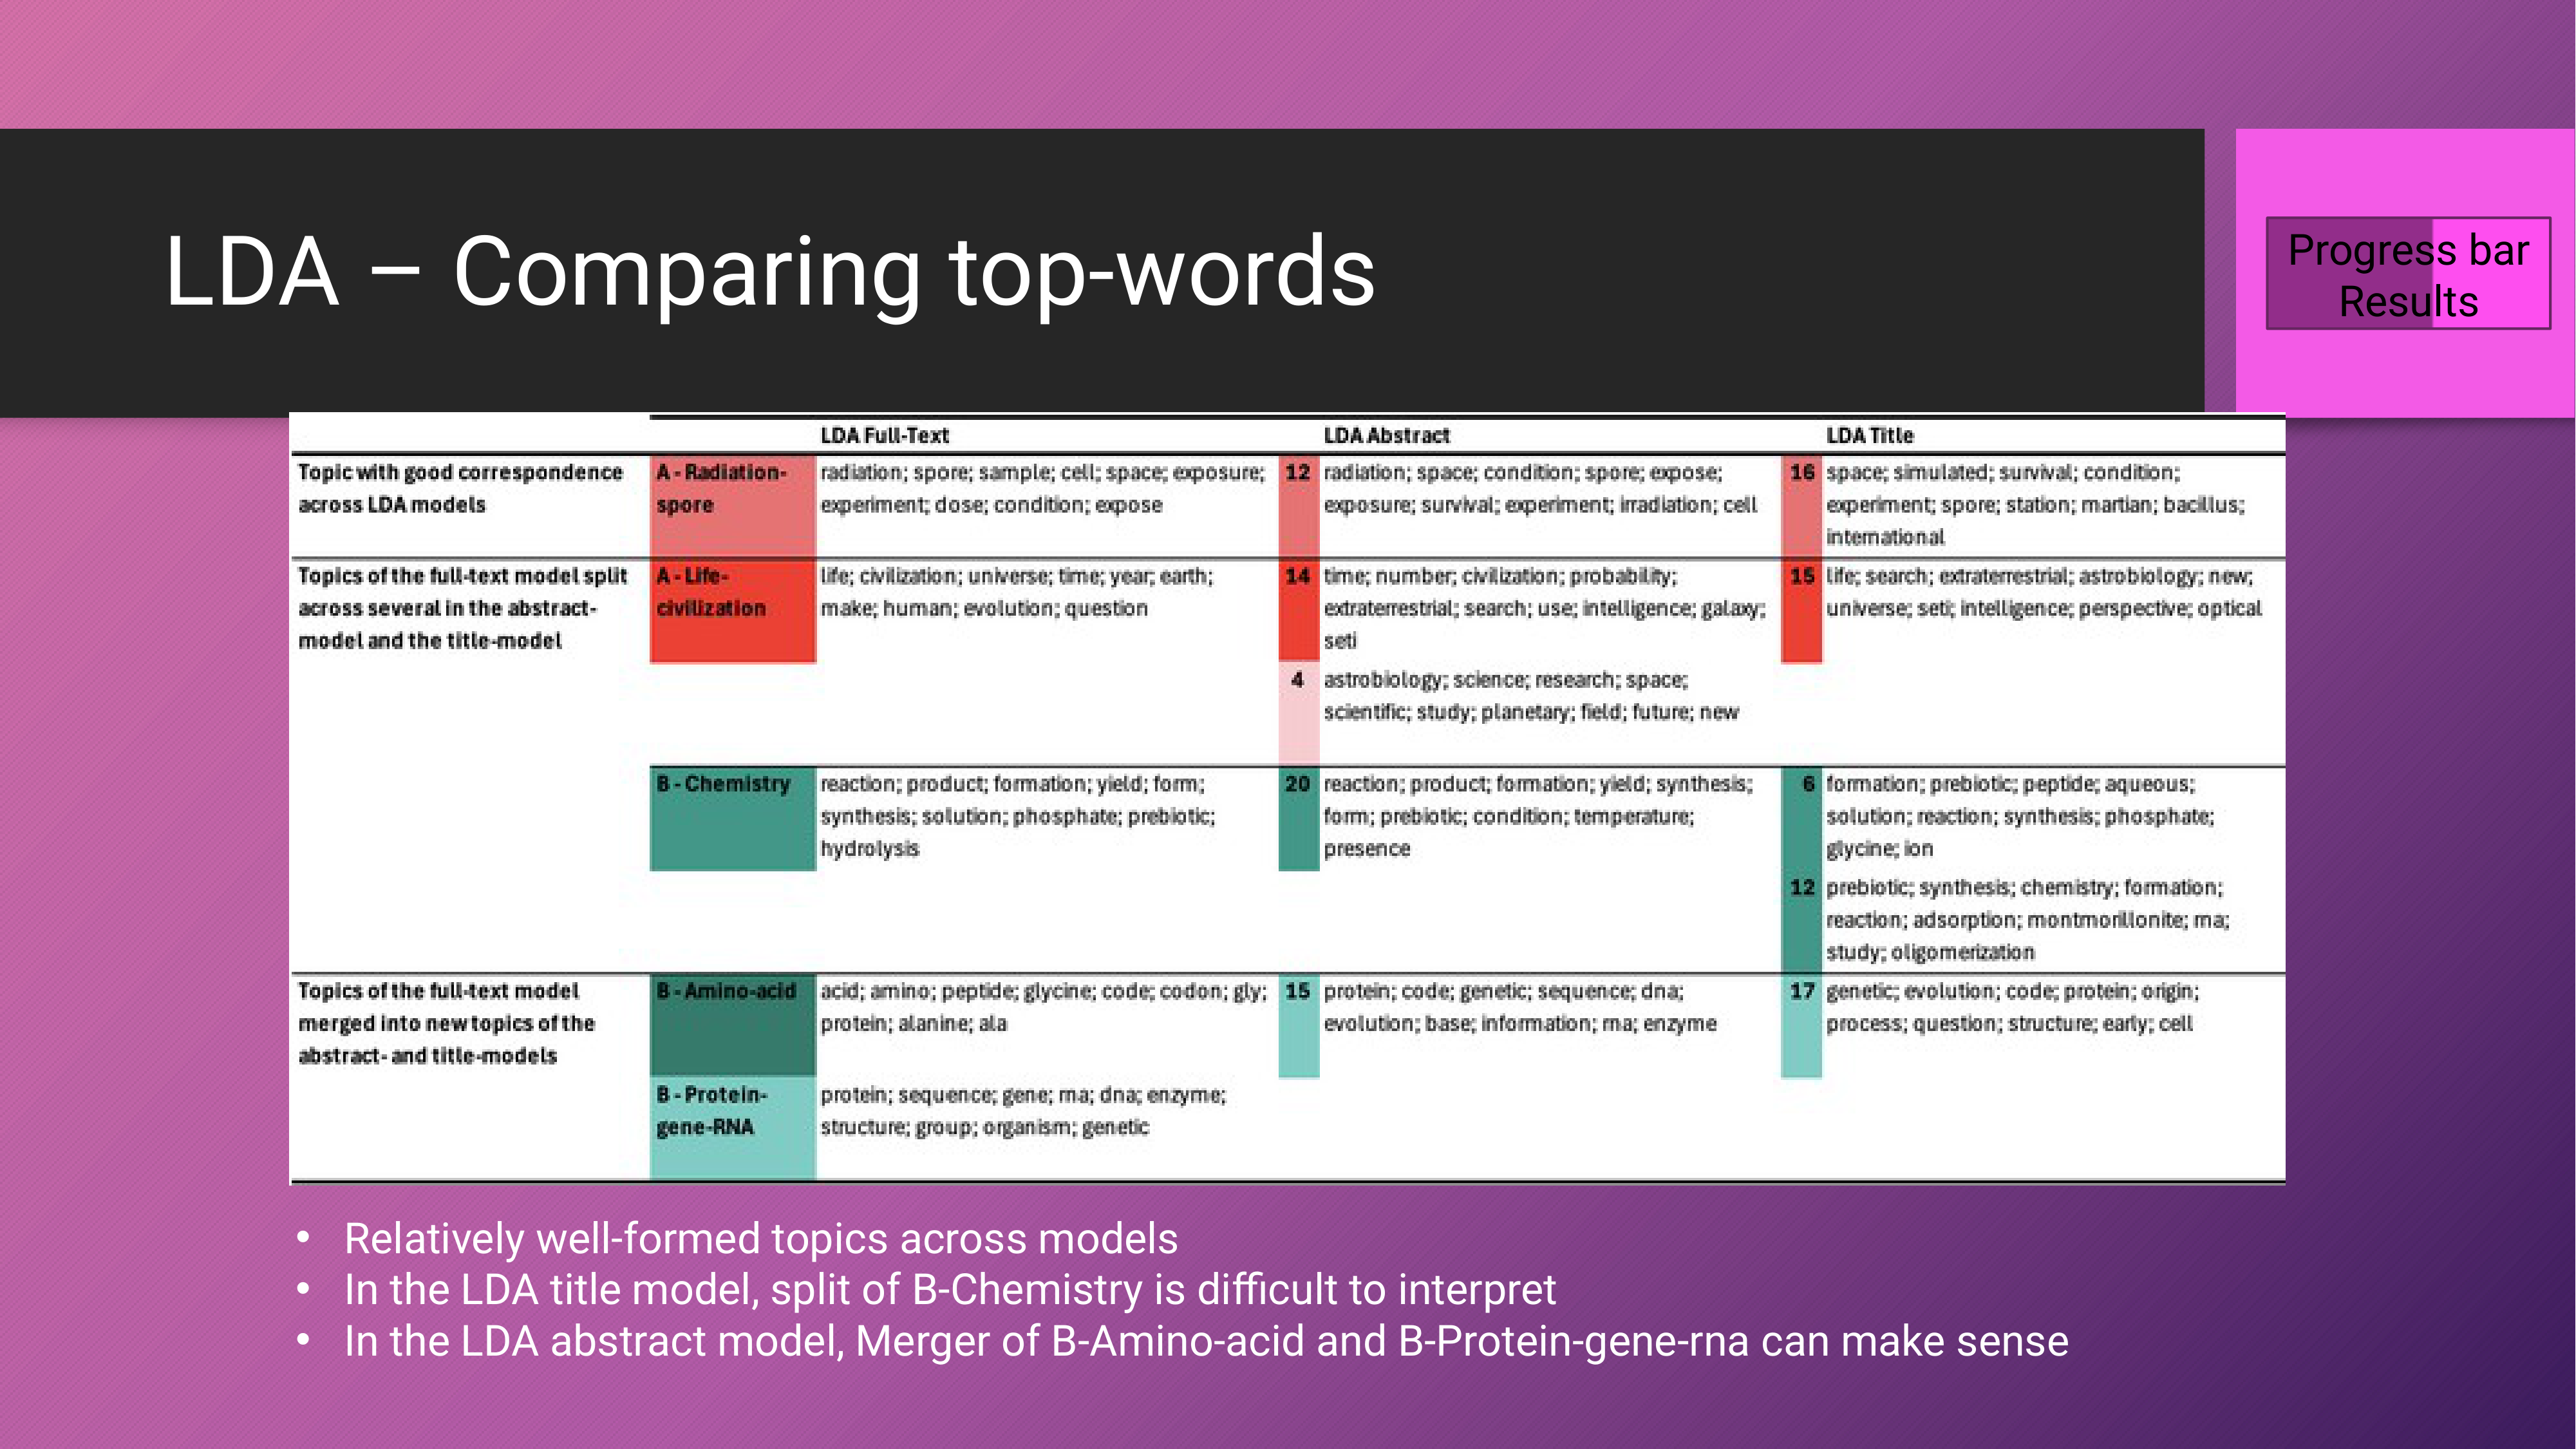 LDA – Comparing top-words
Progress bar
Results
LDA Full-Text
LDA Abstract
LDA Title
Topic with good correspondence
across LDA models
A - Radiation-
spore
radiation; spore; sample; cell; space; exposure;
experiment; dose; condition; expose
12
radiation; space; condition; spore; expose;
exposure; survival; experiment; irradiation; cell
16
space; simulated; survival; condition;
experiment; spore; station; martian; bacillus;
international
Topics of the full-text model split
across several in the abstract-
model and the title-model
A - Life-
civilization
life; civilization; universe; time; year; earth;
make; human; evolution; question
14
time; number; civilization; probability;
extraterrestrial; search; use; intelligence; galaxy;
seti
15
life; search; extraterrestrial; astrobiology; new;
universe; seti; intelligence; perspective; optical
4
astrobiology; science; research; space;
scientific; study; planetary; field; future; new
B - Chemistry
reaction; product; formation; yield; form;
synthesis; solution; phosphate; prebiotic;
hydrolysis
20
reaction; product; formation; yield; synthesis;
form; prebiotic; condition; temperature;
presence
6
formation; prebiotic; peptide; aqueous;
solution; reaction; synthesis; phosphate;
glycine; ion
12
prebiotic; synthesis; chemistry; formation;
reaction; adsorption; montmorillonite; rna;
study; oligomerization
Topics of the full-text model
merged into new topics of the
abstract- and title-models
B - Amino-acid
acid; amino; peptide; glycine; code; codon; gly;
protein; alanine; ala
15
protein; code; genetic; sequence; dna;
evolution; base; information; rna; enzyme
17
genetic; evolution; code; protein; origin;
process; question; structure; early; cell
B - Protein-
gene-RNA
protein; sequence; gene; rna; dna; enzyme;
structure; group; organism; genetic
• Relatively well-formed topics across models
• In the LDA title model, split of B-Chemistry is difficult to interpret
• In the LDA abstract model, Merger of B-Amino-acid and B-Protein-gene-rna can make sense